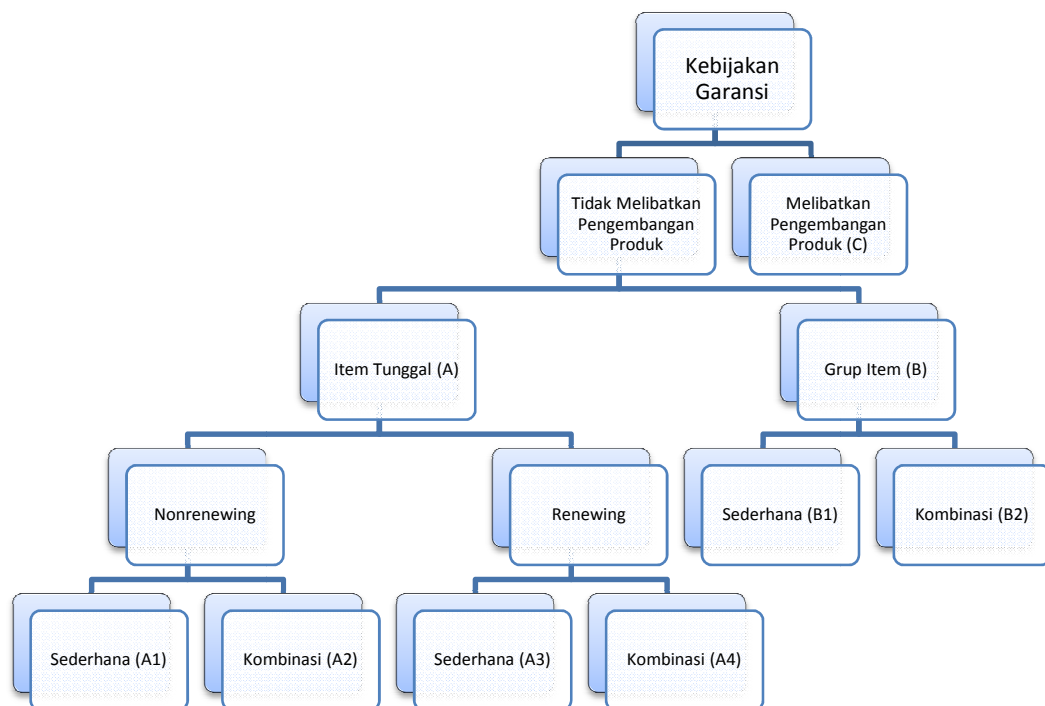 Kebijakan
Garansi
Tidak Melibatkan
Pengembangan
Produk
Melibatkan
Pengembangan
Produk (C)
Item Tunggal (A)
Grup Item (B)
Nonrenewing
Renewing
Sederhana (B1)
Kombinasi (B2)
Sederhana (A1)
Kombinasi (A2)
Sederhana (A3)
Kombinasi (A4)